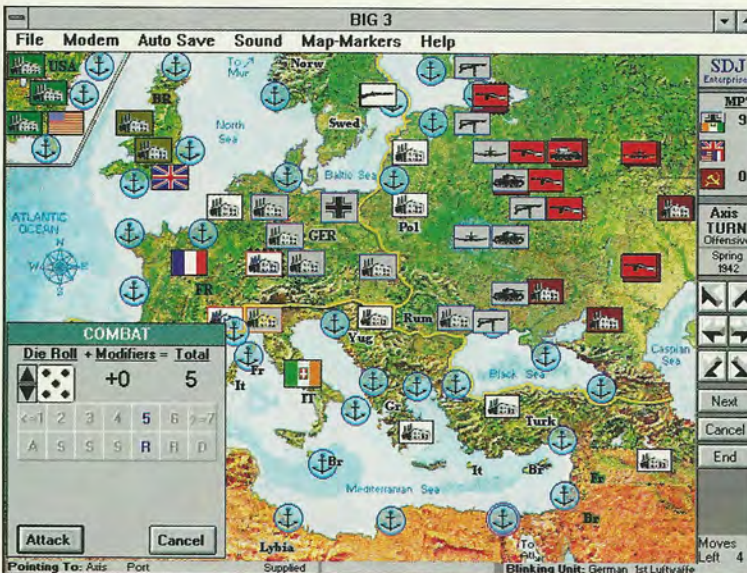 BIG 3
File Modem Auto Save Sound Map-Markers Help
USA
To
Mur
Norw
BR
North
Sea
Swed
Baltic Sea
ATLANTIC
OCEAN
N
W E
S
GER
Pol
FR
Rum
Yug
Fr
It
IT
Gr
Black Sea
Caspian
Sea
Turk
Br
It
Br
Fr
Br
Mediterranean Sea
Lybia
To
SDJ
Enterprises
MP
9
0
Axis
TURN
Offensive
Spring
1942
Next
Cancel
End
Moves
Left 4
COMBAT
Die Roll + Modifiers = Total
+0 5
<=1 2 3 4 5 6 >=7
A S S S R R D
Attack Cancel
Pointing To: Axis Port Supplied Blinking Unit: German 1st Luftwaffe